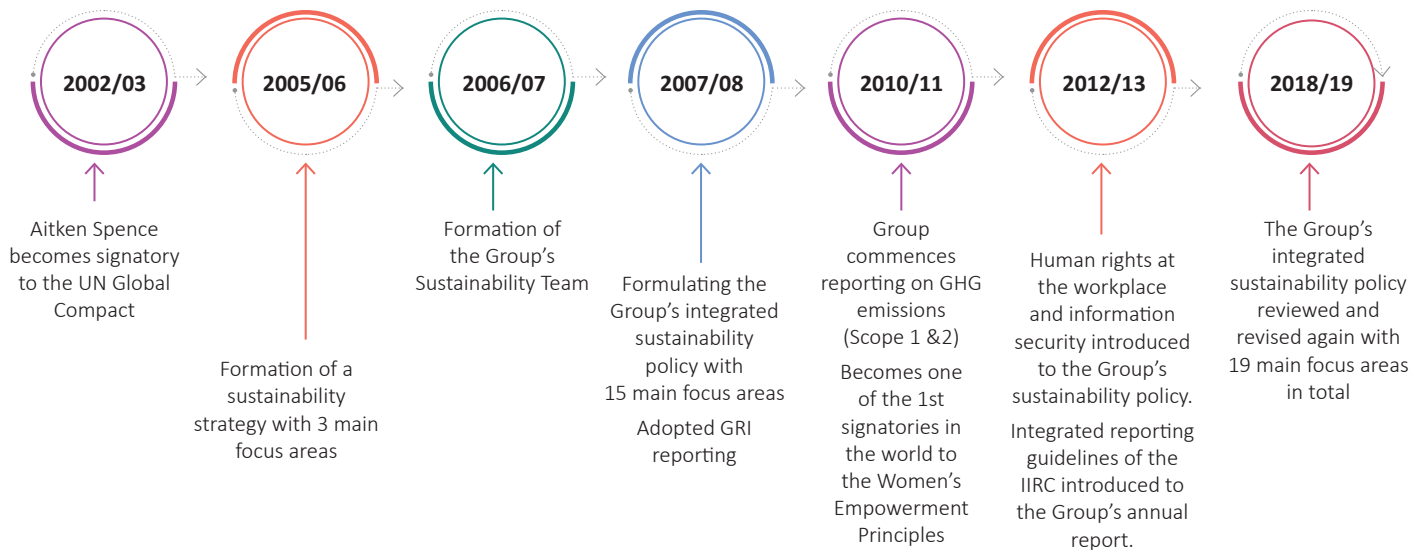 2002/03
2005/06
2006/07
2007/08
2010/11
2012/13
2018/19
Aitken Spence
becomes signatory
to the UN Global
Compact
Formation of a
sustainability
strategy with 3 main
focus areas
Formation of
the Group’s
Sustainability Team
Formulating the
Group’s integrated
sustainability
policy with
15 main focus areas
Adopted GRI
reporting
Group
commences
reporting on GHG
emissions
(Scope 1 &2)
Becomes one
of the 1st
signatories in
the world to
the Women’s
Empowerment
Principles
Human rights at
the workplace
and information
security introduced
to the Group’s
sustainability policy.
Integrated reporting
guidelines of the
IIRC introduced to
the Group’s annual
report.
The Group’s
integrated
sustainability policy
reviewed and
revised again with
19 main focus areas
in total